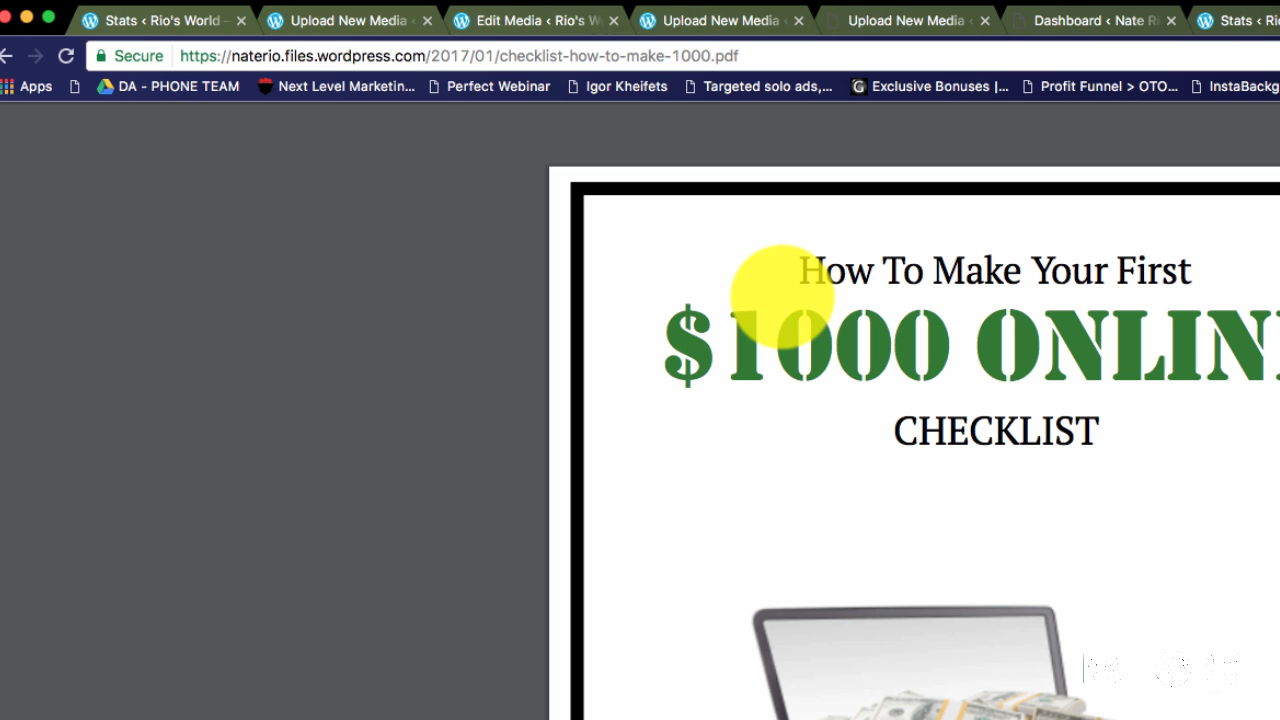 Stats ‹ Rio's World –
Upload New Media ‹
Edit Media ‹ Rio's W
Upload New Media ‹
Upload New Media ‹
Dashboard ‹ Nate Ri
Stats ‹ Ri
Secure
https://naterio.files.wordpress.com/2017/01/checklist-how-to-make-1000.pdf
Apps
DA - PHONE TEAM
Next Level Marketin...
Perfect Webinar
Igor Kheifets
Targeted solo ads,...
Exclusive Bonuses |...
Profit Funnel > OTO...
InstaBackg
How To Make Your First
$1000 ONLINE
CHECKLIST